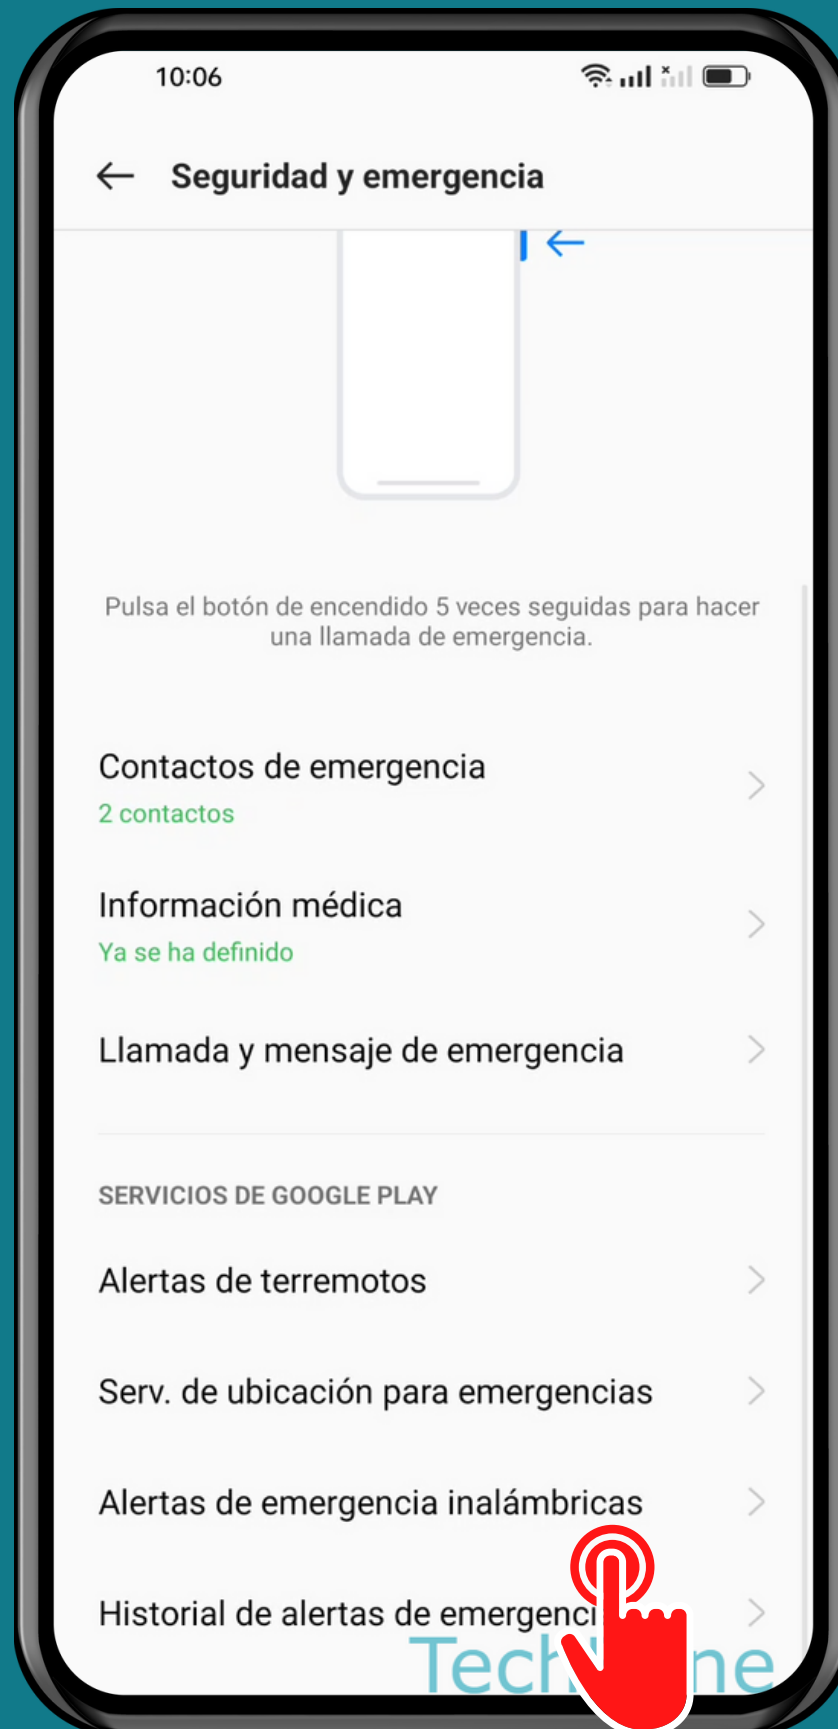 10:06
Seguridad y emergencia
Pulsa el botón de encendido 5 veces seguidas para hacer
una llamada de emergencia.
Contactos de emergencia
2 contactos
Información médica
Ya se ha definido
Llamada y mensaje de emergencia
SERVICIOS DE GOOGLE PLAY
Alertas de terremotos
Serv. de ubicación para emergencias
Alertas de emergencia inalámbricas
Historial de alertas de